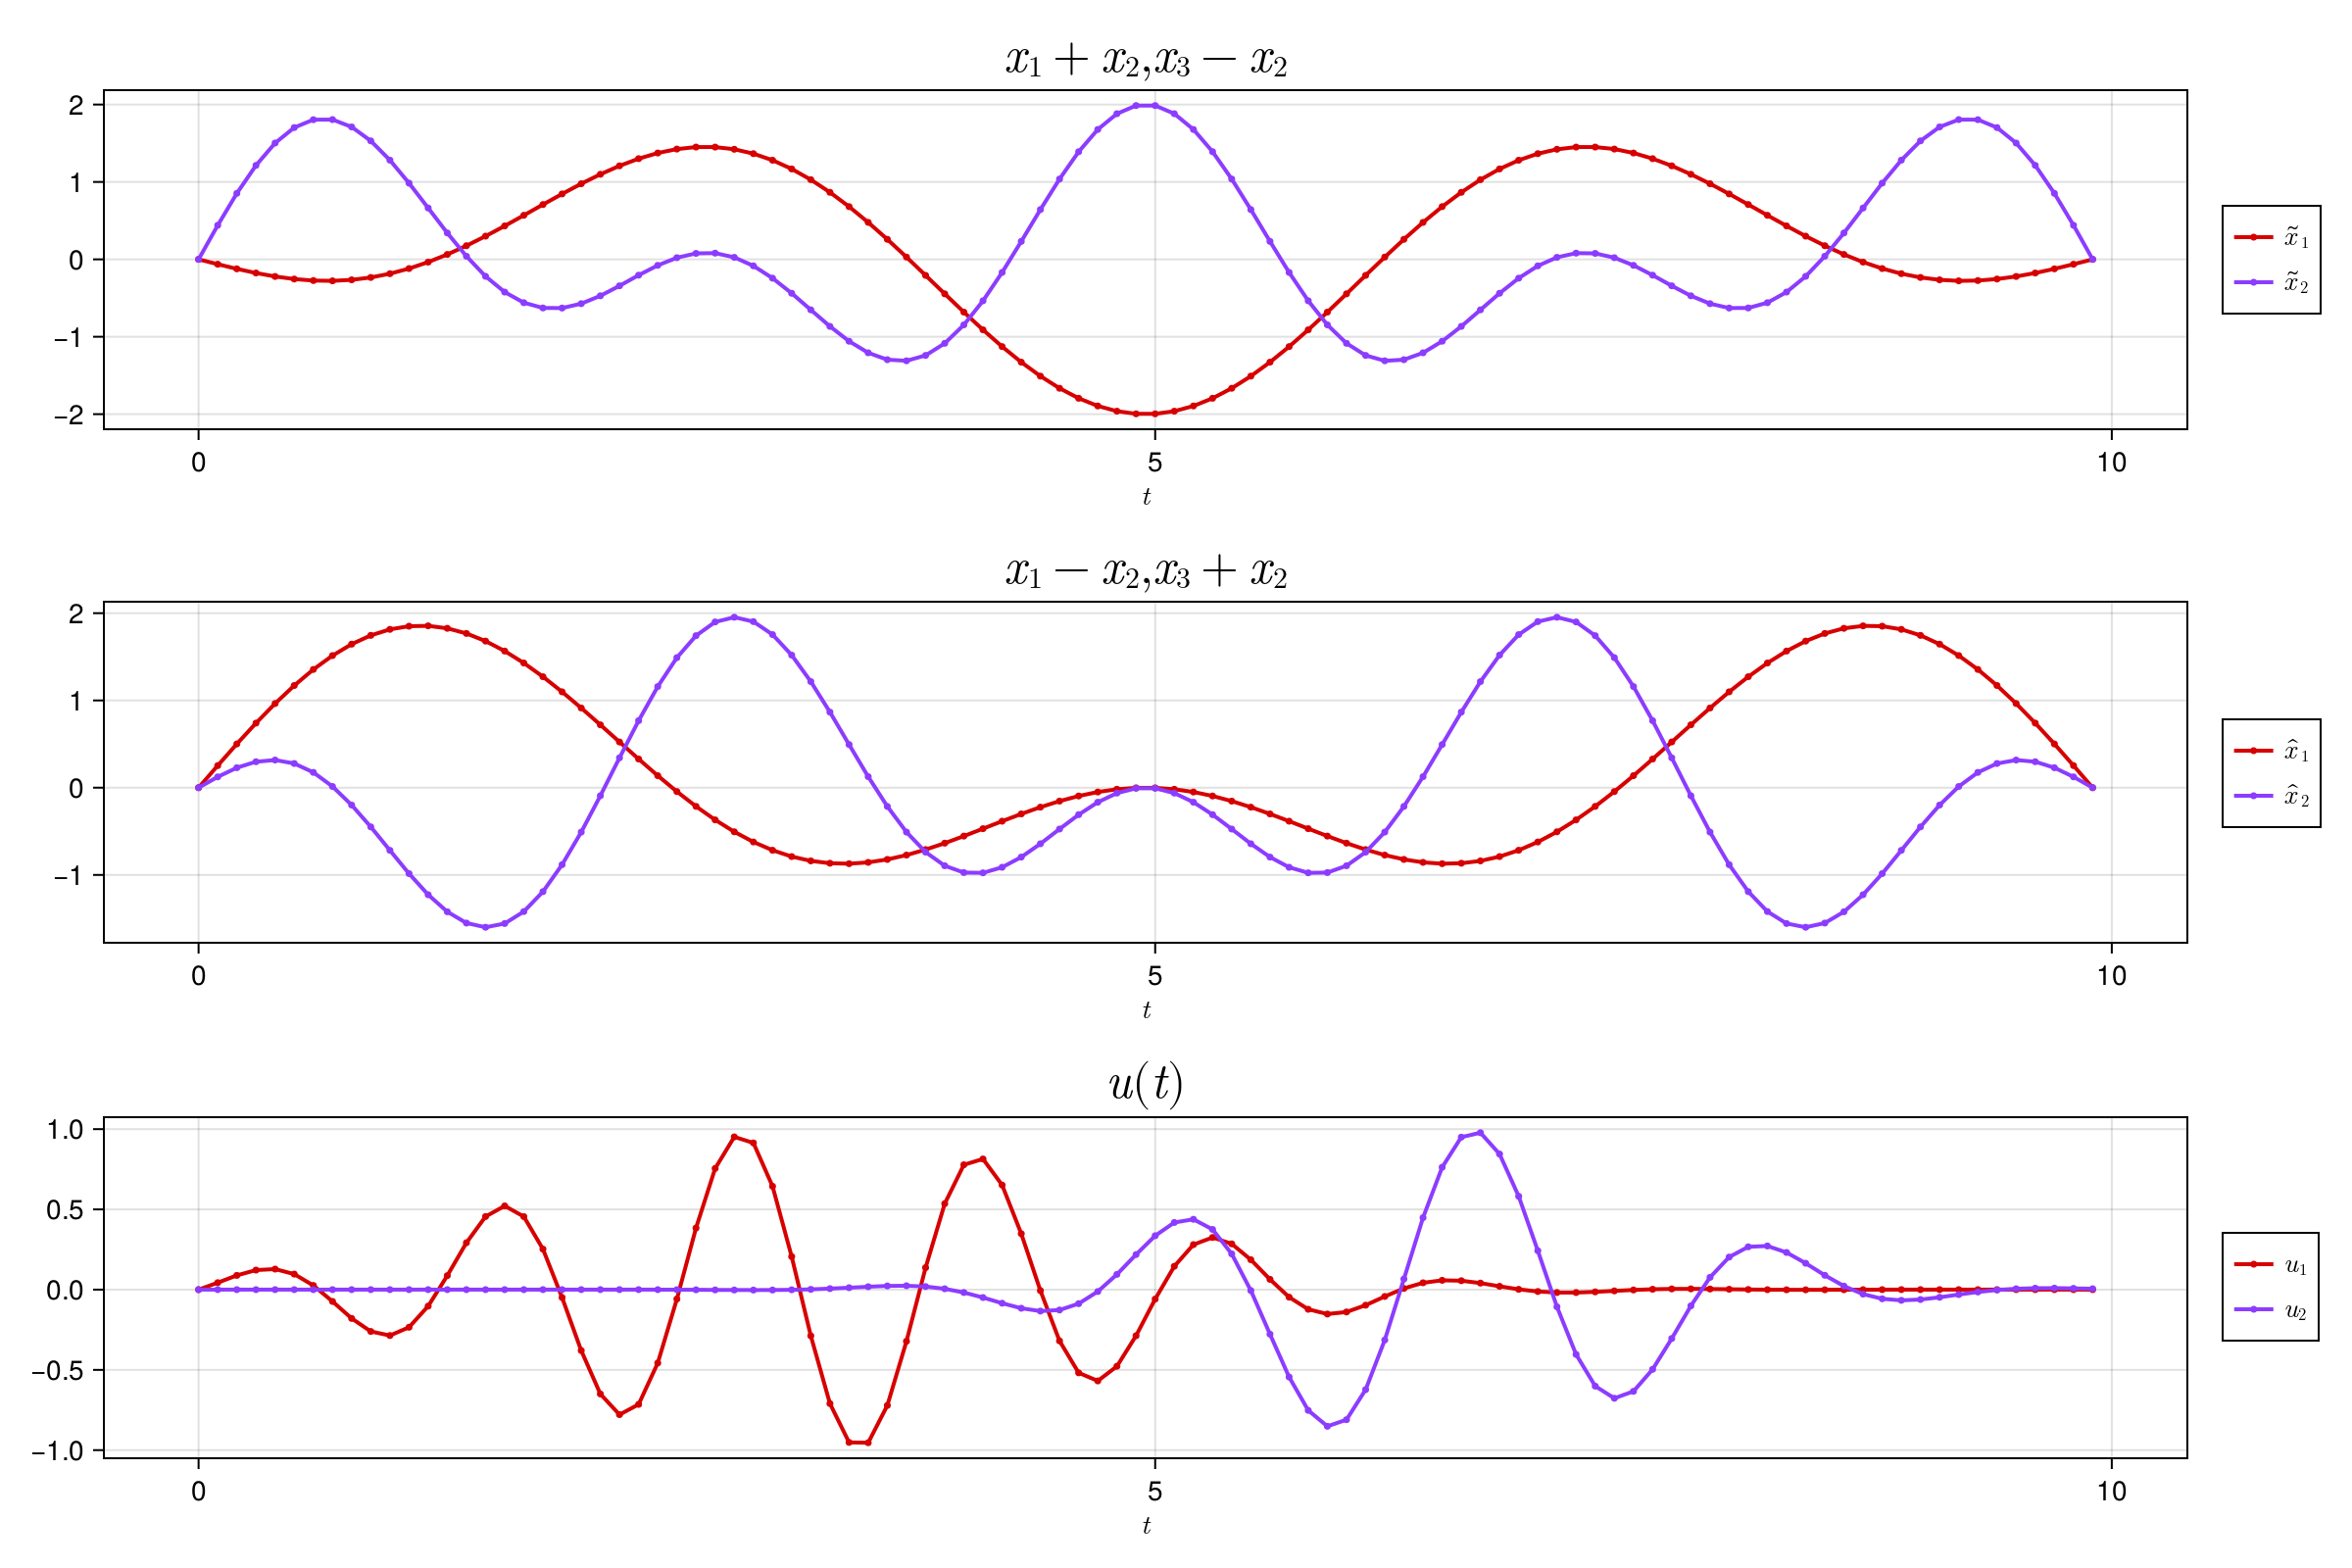 x₁ + x₂,x₃ − x₂
2
1
0
−1
−2
0 5 10
t
x̃₁
x̃₂
x₁ − x₂,x₃ + x₂
2
1
0
−1
0 5 10
t
x̂₁
x̂₂
u(t)
1.0
0.5
0.0
−0.5
−1.0
0 5 10
t
u₁
u₂